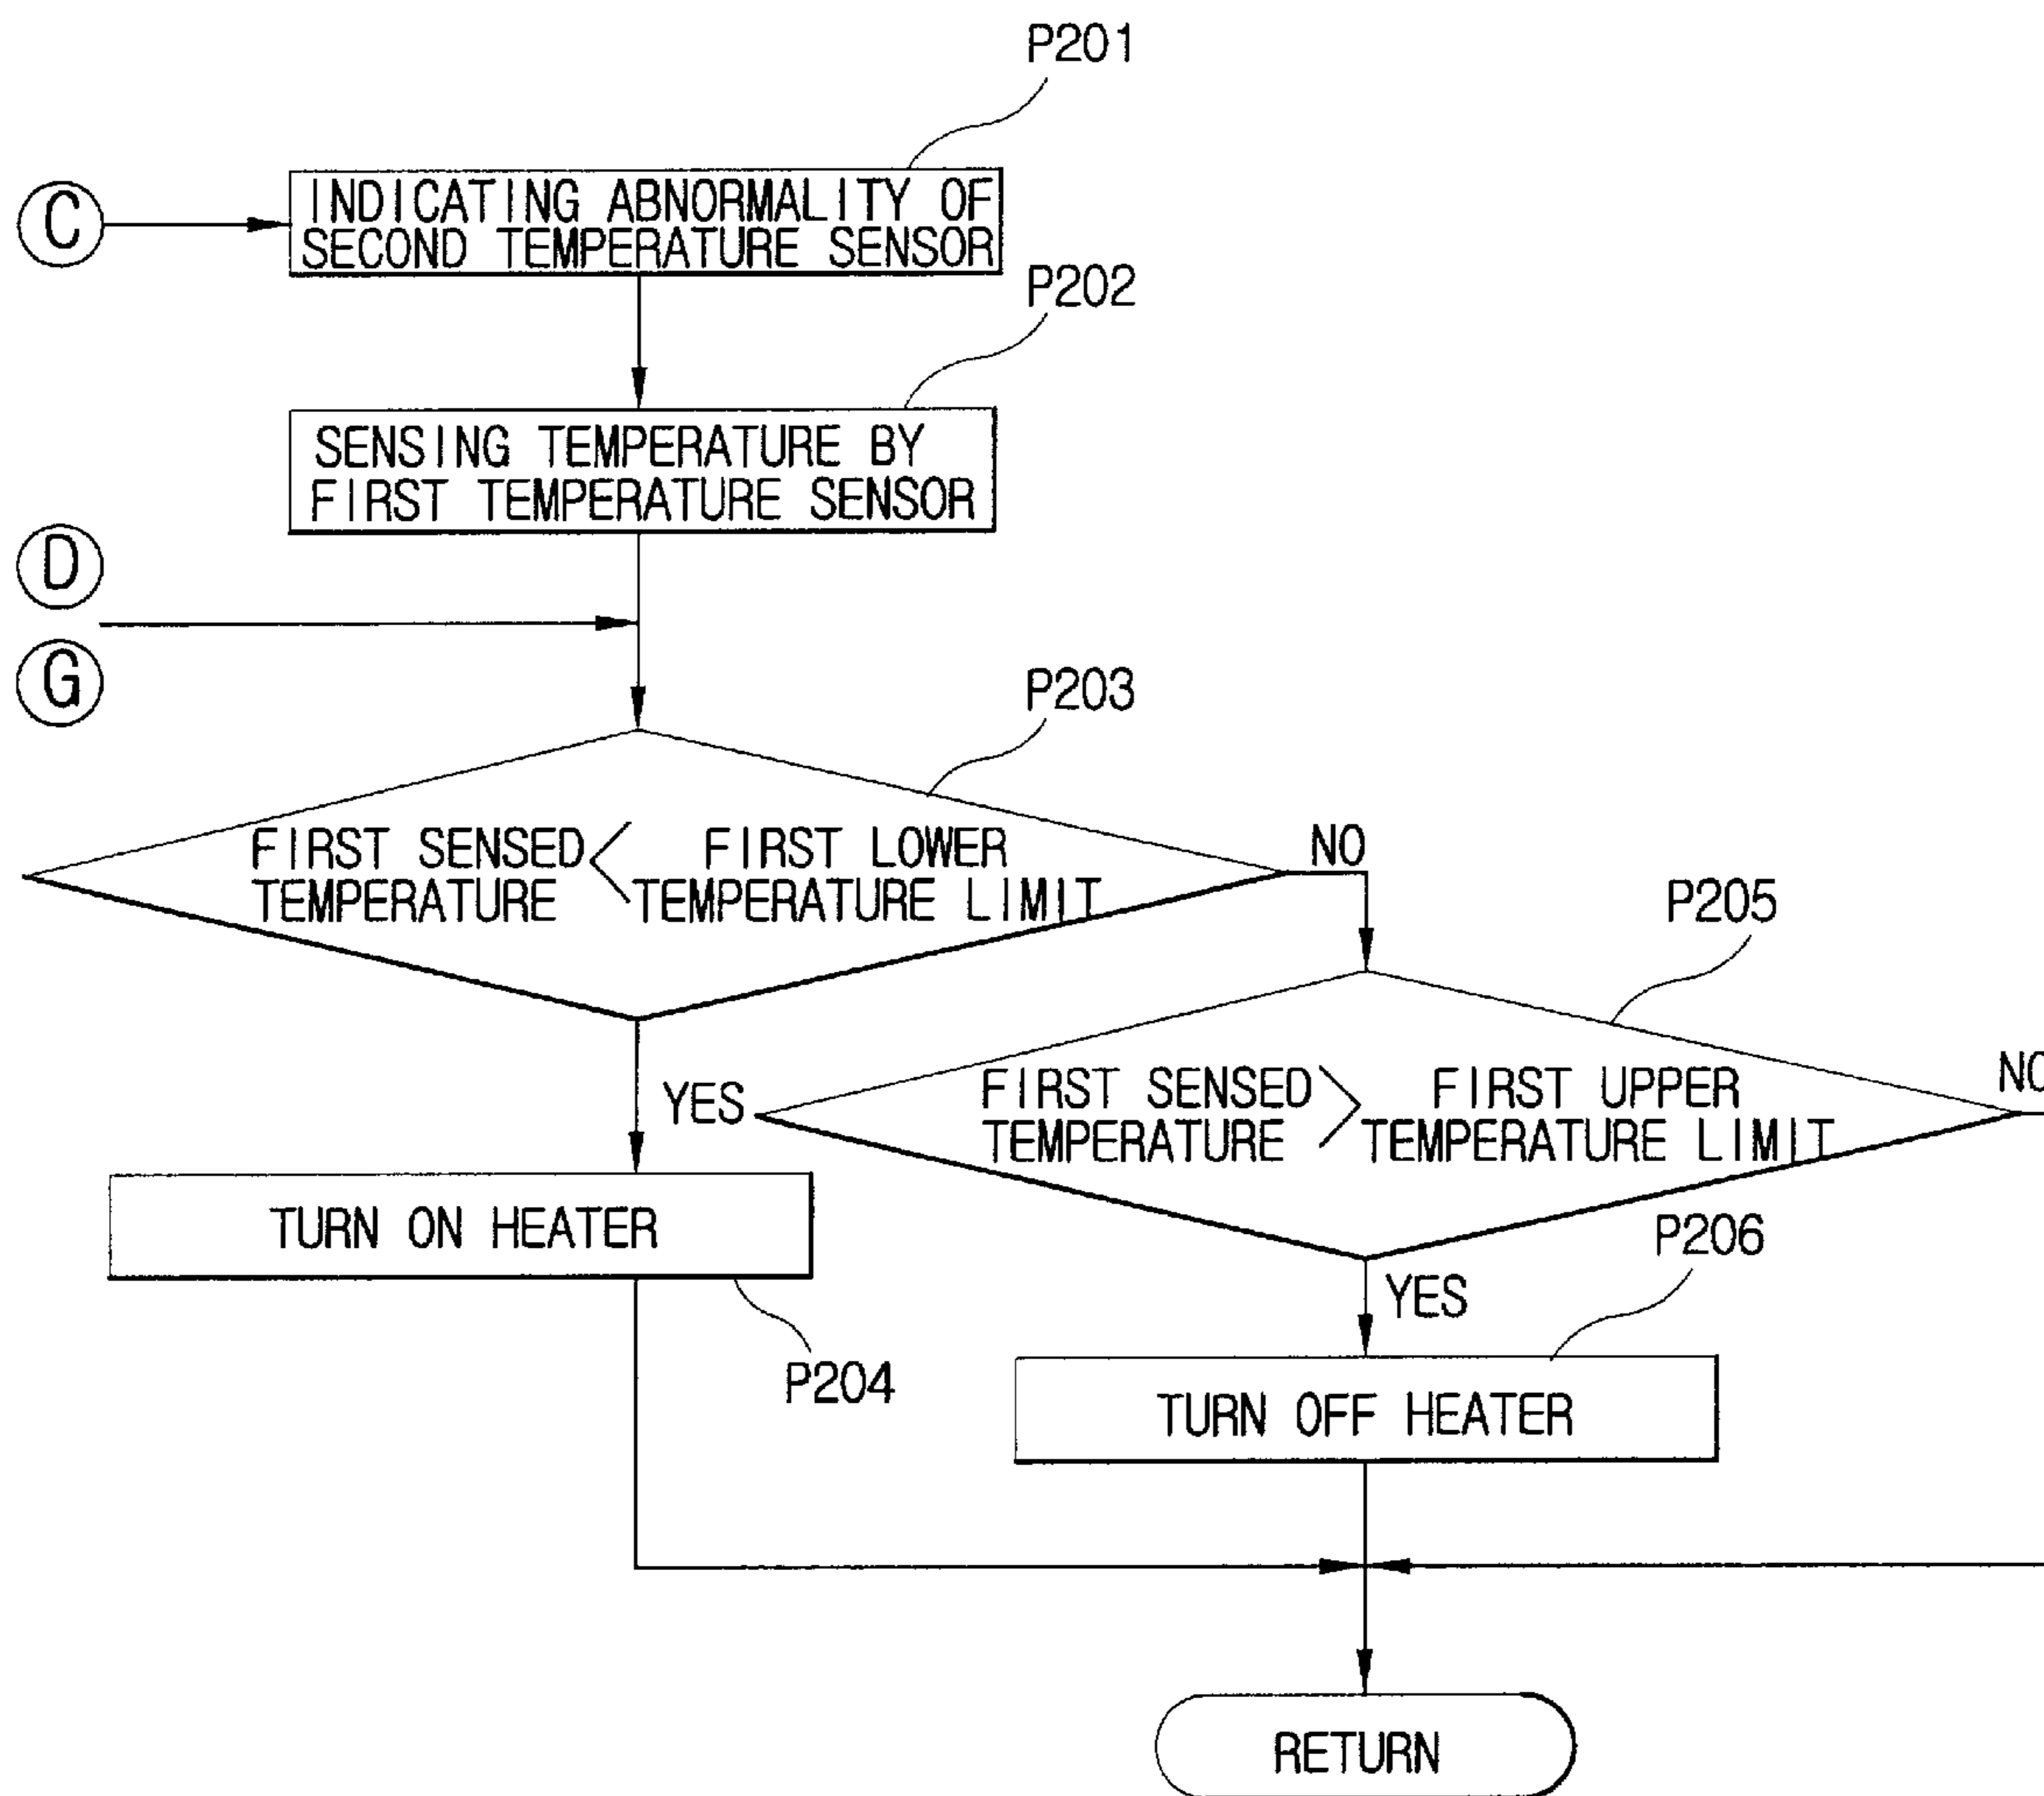 P201
C
INDICATING ABNORMALITY OF
SECOND TEMPERATURE SENSOR
P202
SENSING TEMPERATURE BY
FIRST TEMPERATURE SENSOR
D
G
P203
FIRST SENSED < FIRST LOWER
TEMPERATURE TEMPERATURE LIMIT
NO
P205
YES
FIRST SENSED > FIRST UPPER
TEMPERATURE TEMPERATURE LIMIT
NO
TURN ON HEATER
P204
P206
YES
TURN OFF HEATER
RETURN